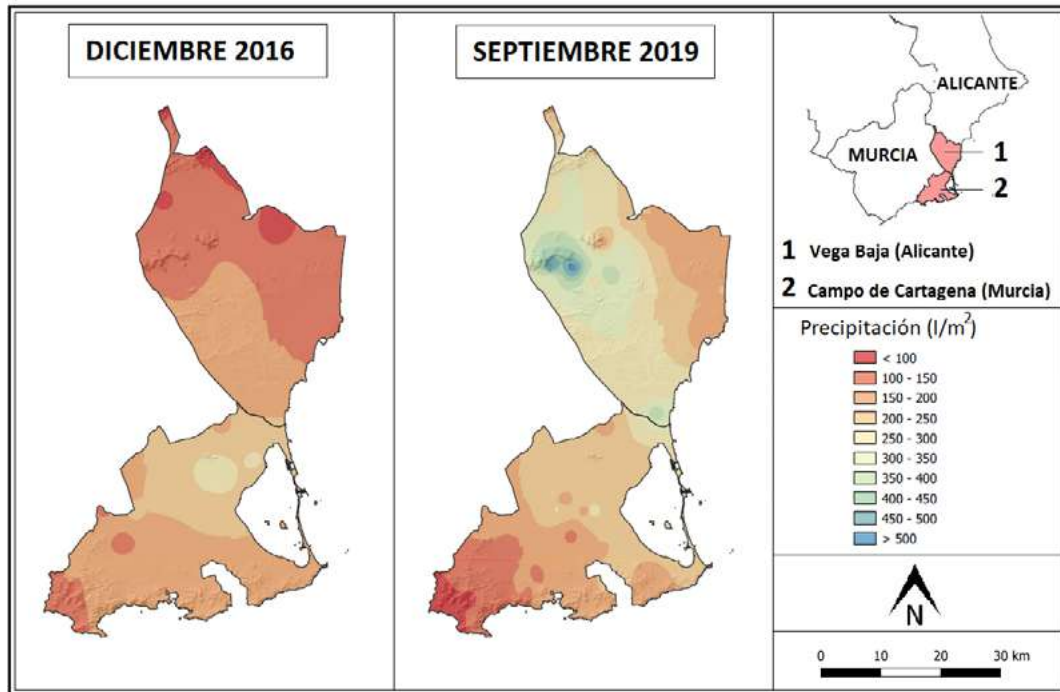 DICIEMBRE 2016
SEPTIEMBRE 2019
ALICANTE
MURCIA
1
2
1 Vega Baja (Alicante)
2 Campo de Cartagena (Murcia)
Precipitación (l/m²)
< 100
100 - 150
150 - 200
200 - 250
250 - 300
300 - 350
350 - 400
400 - 450
450 - 500
> 500
N
0 10 20 30 km